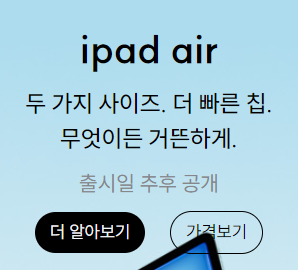 ipad air
두 가지 사이즈. 더 빠른 칩.
무엇이든 거뜬하게.
출시일 추후 공개
더 알아보기
가격보기